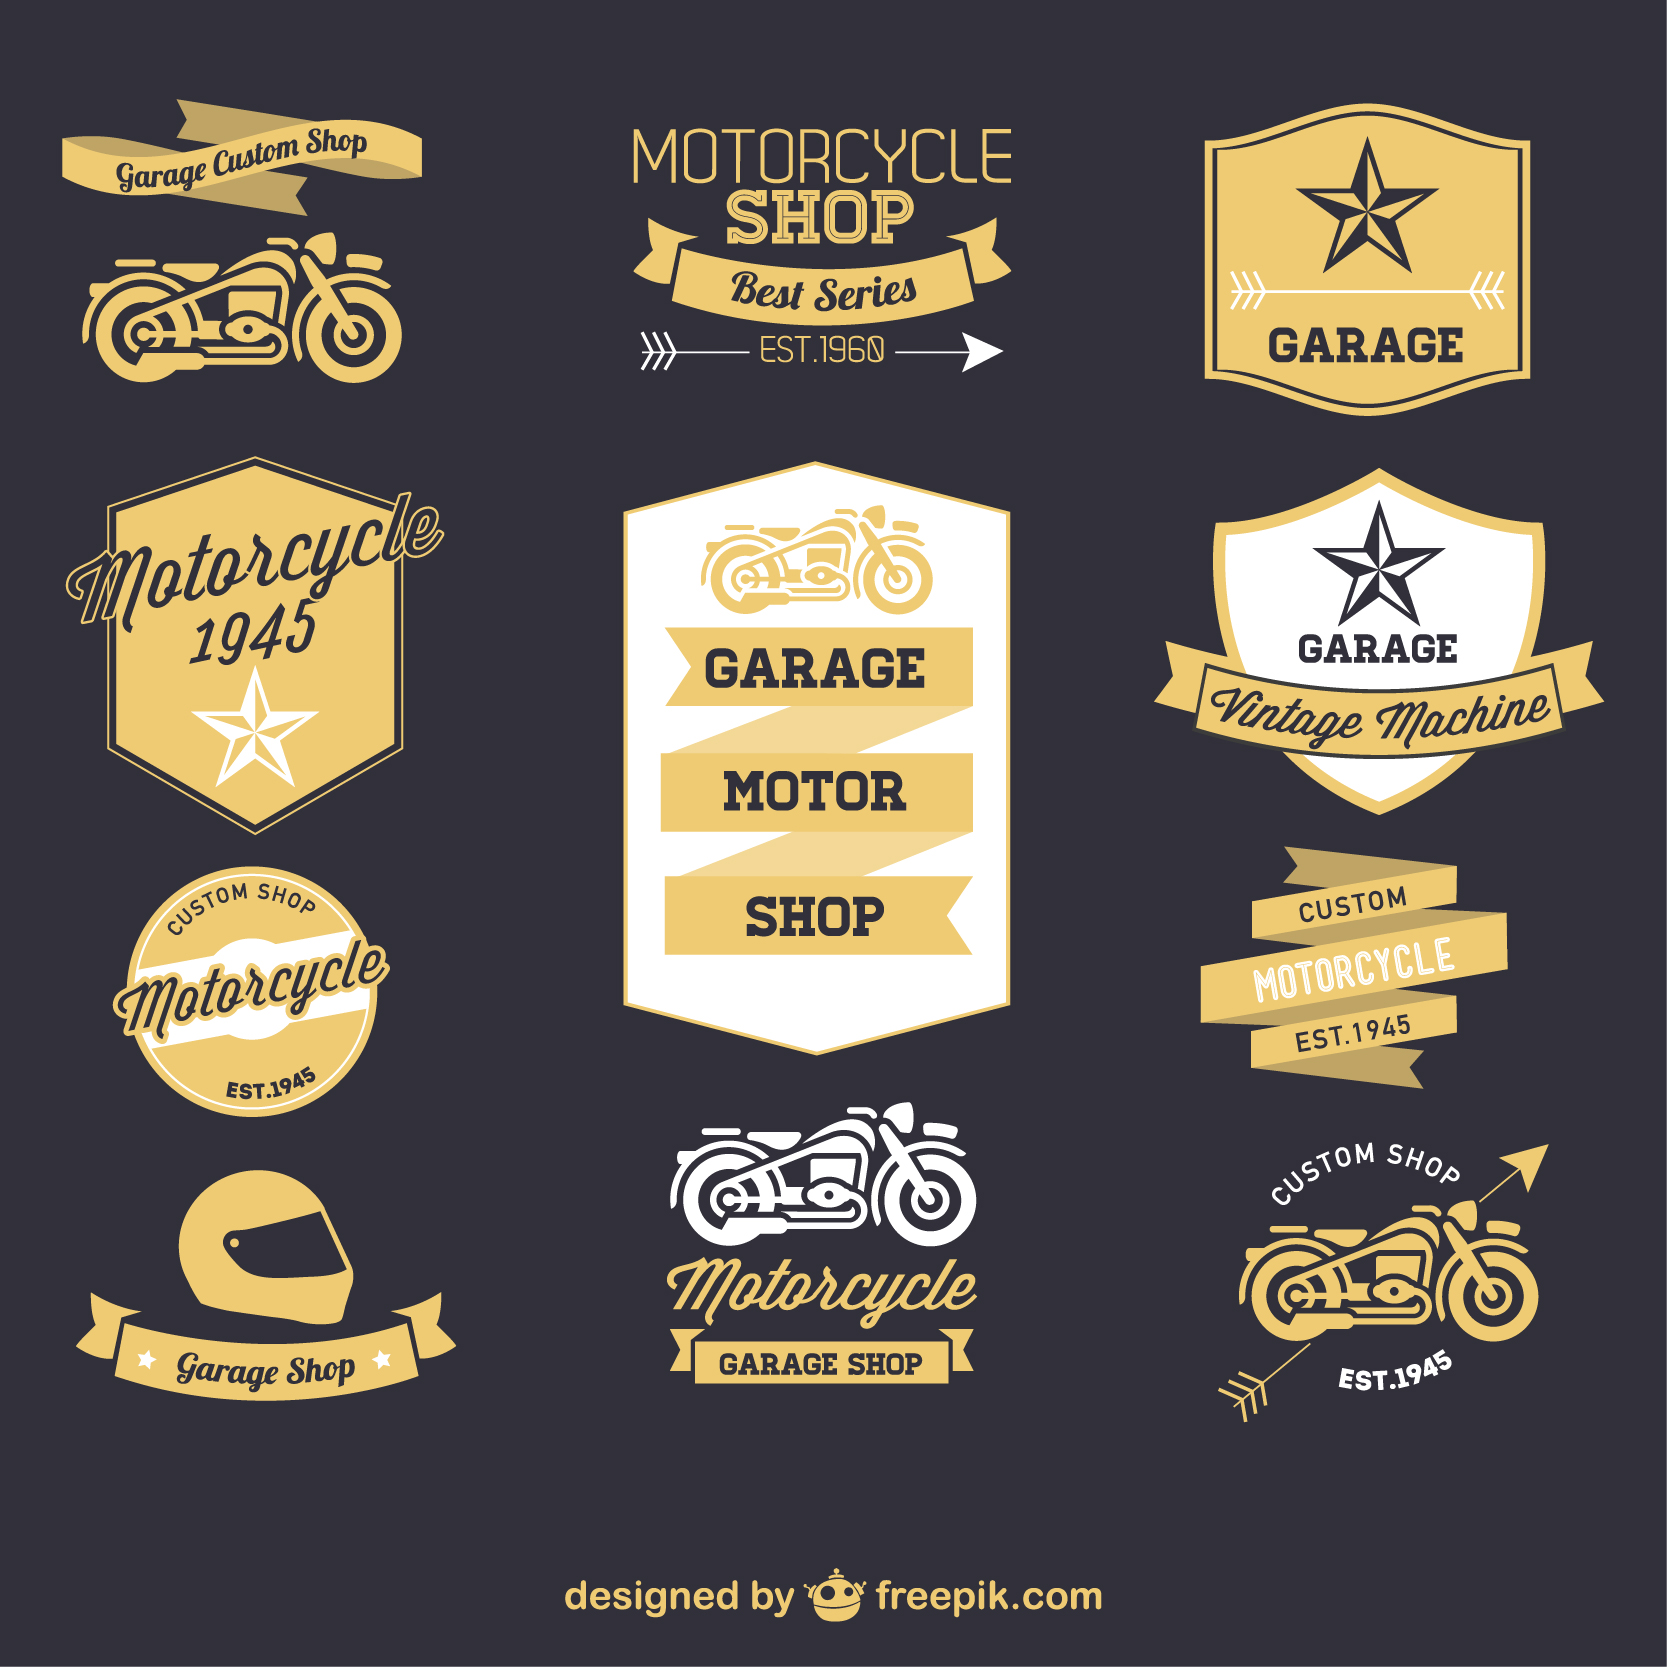 Garage Custom Shop
MOTORCYCLE
SHOP
Best Series
EST.1960
GARAGE
Motorcycle
1945
GARAGE
MOTOR
SHOP
GARAGE
Vintage Machine
CUSTOM SHOP
Motorcycle
EST.1945
CUSTOM
MOTORCYCLE
EST.1945
Garage Shop
Motorcycle
GARAGE SHOP
CUSTOM SHOP
EST.1945
designed by freepik.com